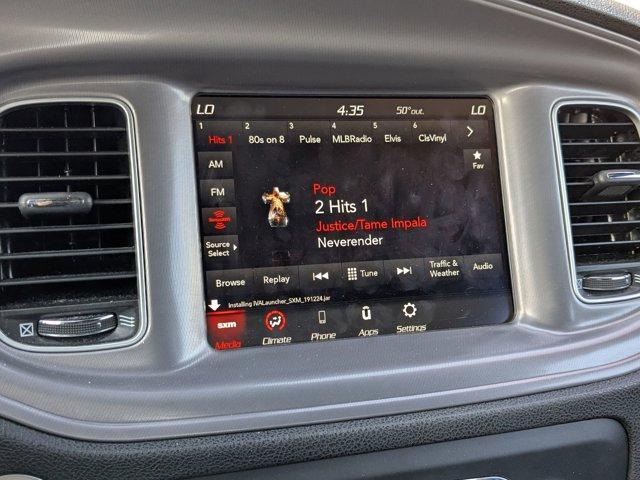 LO 4:35 50°out. LO
1 2 3 4 5 6
Hits 1 80s on 8 Pulse MLBRadio Elvis ClsVinyl
AM
Fav
FM
Pop
2 Hits 1
SiriusXM
Justice/Tame Impala
Source Select
Neverender
Browse Replay Tune Traffic & Weather Audio
Installing IVALauncher_SXM_191224.jar
sxm
Media Climate Phone Apps Settings